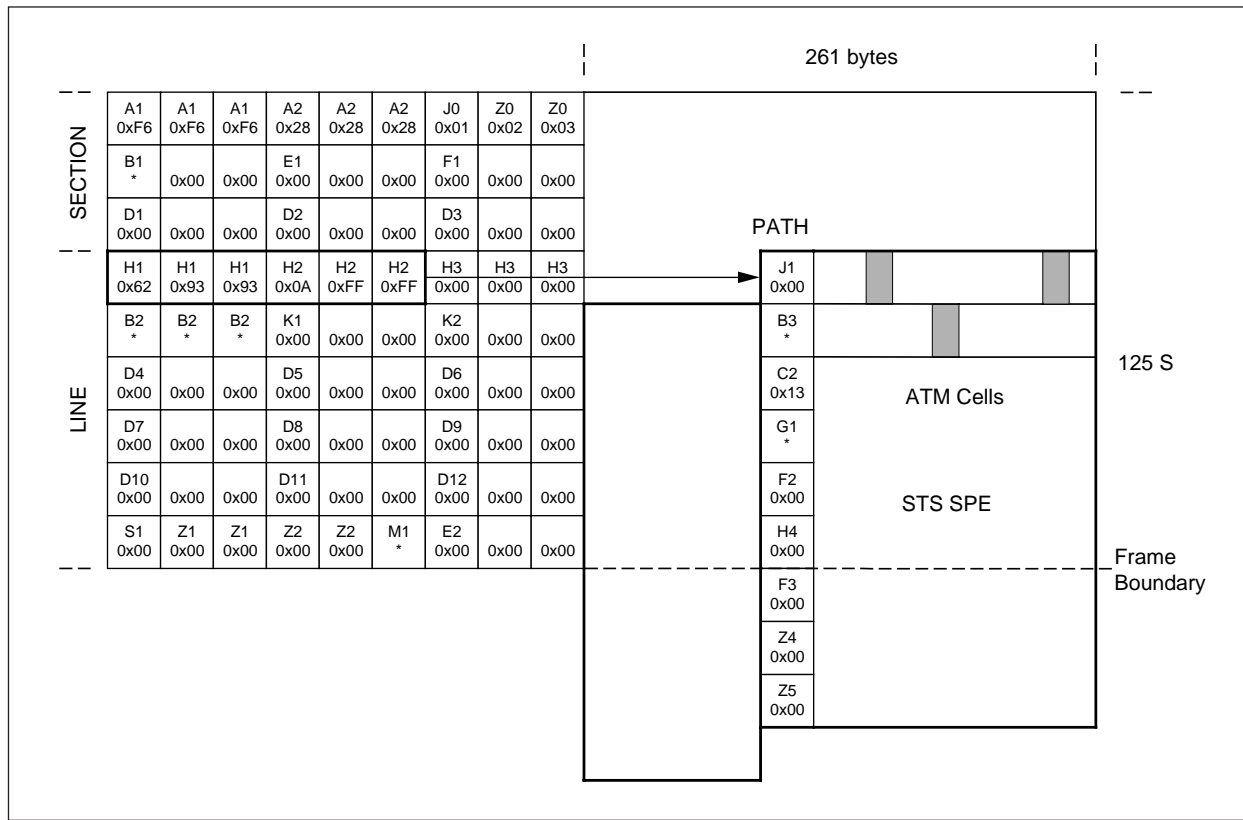 261 bytes
SECTION
A1 A1 A1 A2 A2 A2 J0 Z0 Z0
0xF6 0xF6 0xF6 0x28 0x28 0x28 0x01 0x02 0x03
B1 E1 F1
* 0x00 0x00 0x00 0x00 0x00 0x00 0x00 0x00
D1 D2 D3
0x00 0x00 0x00 0x00 0x00 0x00 0x00 0x00 0x00
PATH
LINE
H1 H1 H1 H2 H2 H2 H3 H3 H3 J1
0x62 0x93 0x93 0x0A 0xFF 0xFF 0x00 0x00 0x00 0x00
B2 B2 B2 K1 K2 B3
* * * 0x00 0x00 0x00 0x00 0x00 0x00 *
125 S
D4 D5 D6 C2
0x00 0x00 0x00 0x00 0x00 0x00 0x00 0x00 0x00 0x13
ATM Cells
D7 D8 D9 G1
0x00 0x00 0x00 0x00 0x00 0x00 0x00 0x00 0x00 *
D10 D11 D12 F2
0x00 0x00 0x00 0x00 0x00 0x00 0x00 0x00 0x00 0x00
STS SPE
S1 Z1 Z1 Z2 Z2 M1 E2 H4
0x00 0x00 0x00 0x00 0x00 * 0x00 0x00 0x00 0x00
Frame
Boundary
F3
0x00
Z4
0x00
Z5
0x00